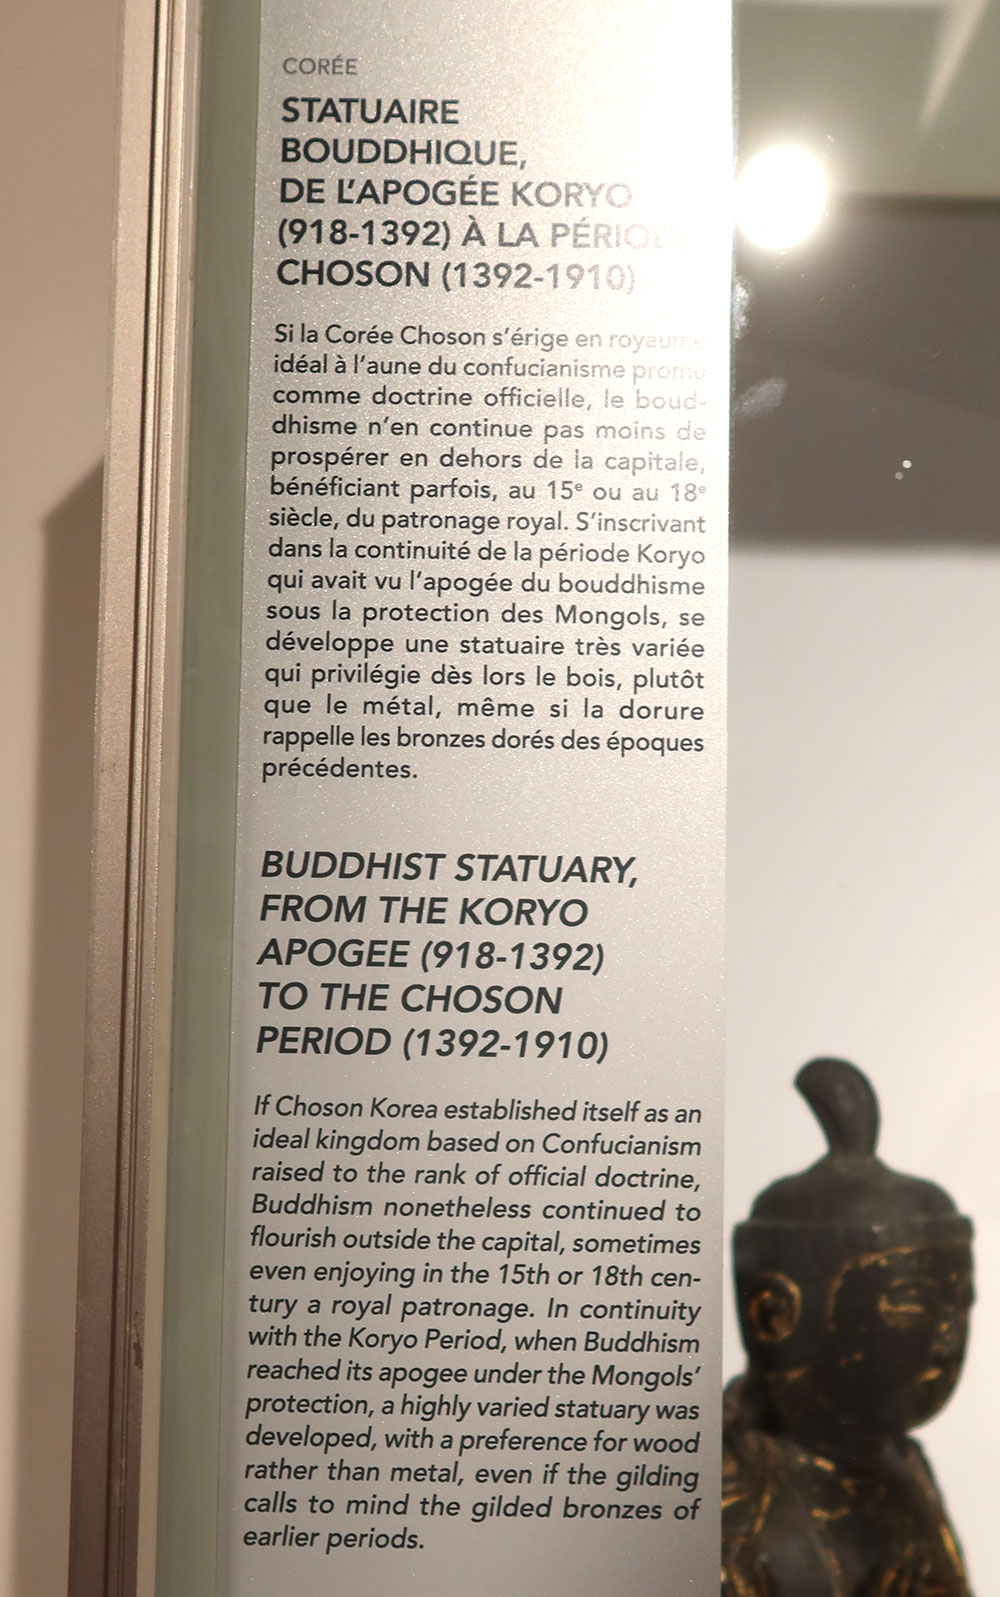 CORÉE
STATUAIRE
BOUDDHIQUE,
DE L'APOGÉE KORYO
(918-1392) À LA PÉRIODE
CHOSON (1392-1910)
Si la Corée Choson s'érige en royaume
idéal à l'aune du confucianisme promu
comme doctrine officielle, le boud-
dhisme n'en continue pas moins de
prospérer en dehors de la capitale,
bénéficiant parfois, au 15e ou au 18e
siècle, du patronage royal. S'inscrivant
dans la continuité de la période Koryo
qui avait vu l'apogée du bouddhisme
sous la protection des Mongols, se
développe une statuaire très variée
qui privilégie dès lors le bois, plutôt
que le métal, même si la dorure
rappelle les bronzes dorés des époques
précédentes.
BUDDHIST STATUARY,
FROM THE KORYO
APOGEE (918-1392)
TO THE CHOSON
PERIOD (1392-1910)
If Choson Korea established itself as an
ideal kingdom based on Confucianism
raised to the rank of official doctrine,
Buddhism nonetheless continued to
flourish outside the capital, sometimes
even enjoying in the 15th or 18th cen-
tury a royal patronage. In continuity
with the Koryo Period, when Buddhism
reached its apogee under the Mongols'
protection, a highly varied statuary was
developed, with a preference for wood
rather than metal, even if the gilding
calls to mind the gilded bronzes of
earlier periods.